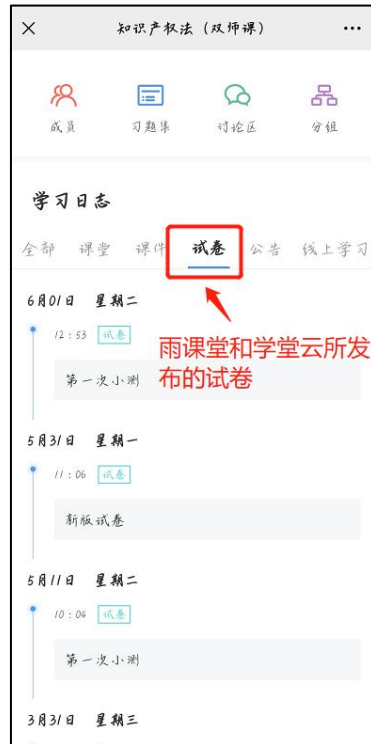 知识产权法（双师课）
成员 习题集 讨论区 分组
学习日志
全部 课堂 课件 试卷 公告 线上学习
6月01日 星期二
12:53 试卷
雨课堂和学堂云所发
布的试卷
第一次小测
5月31日 星期一
11:06 试卷
新版试卷
5月11日 星期二
10:04 试卷
第一次小测
3月31日 星期三